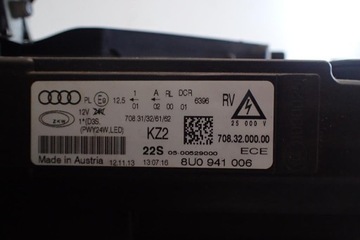 PL E6 12,5 1 A RL DCR 6396 RV
01 02 00 01
12V
1*(D3S, 708.31/32/61/62
(PWY24W,LED) KZ2 25 000 V
708.32.000.00
22S 05-00629000 ECE
Made in Austria 12.11.13 13:07:16 8U0 941 006